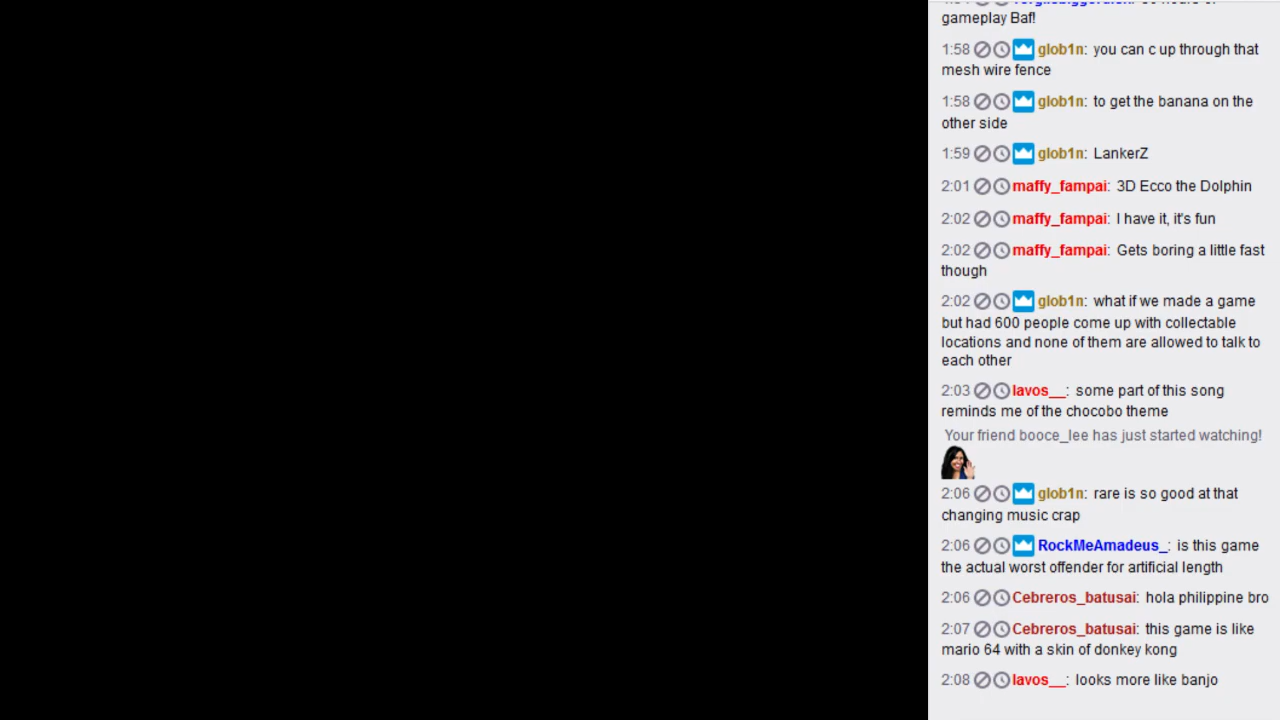 gameplay Baf!
1:58 glob1n: you can c up through that
mesh wire fence
1:58 glob1n: to get the banana on the
other side
1:59 glob1n: LankerZ
2:01 maffy_fampai: 3D Ecco the Dolphin
2:02 maffy_fampai: I have it, it's fun
2:02 maffy_fampai: Gets boring a little fast
though
2:02 glob1n: what if we made a game
but had 600 people come up with collectable
locations and none of them are allowed to talk to
each other
2:03 lavos__: some part of this song
reminds me of the chocobo theme
Your friend booce_lee has just started watching!
2:06 glob1n: rare is so good at that
changing music crap
2:06 RockMeAmadeus_: is this game
the actual worst offender for artificial length
2:06 Cebreros_batusai: hola philippine bro
2:07 Cebreros_batusai: this game is like
mario 64 with a skin of donkey kong
2:08 lavos__: looks more like banjo